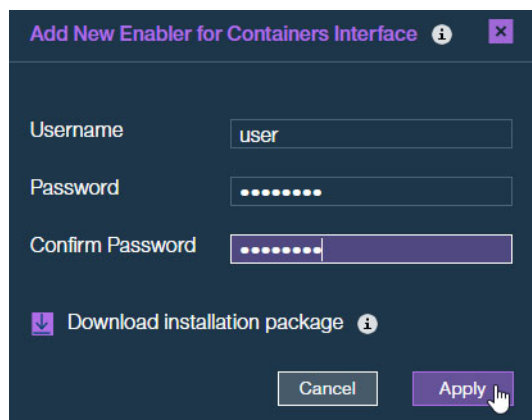 Add New Enabler for Containers Interface
Username
user
Password
••••••••
Confirm Password
••••••••
Download installation package
Cancel
Apply